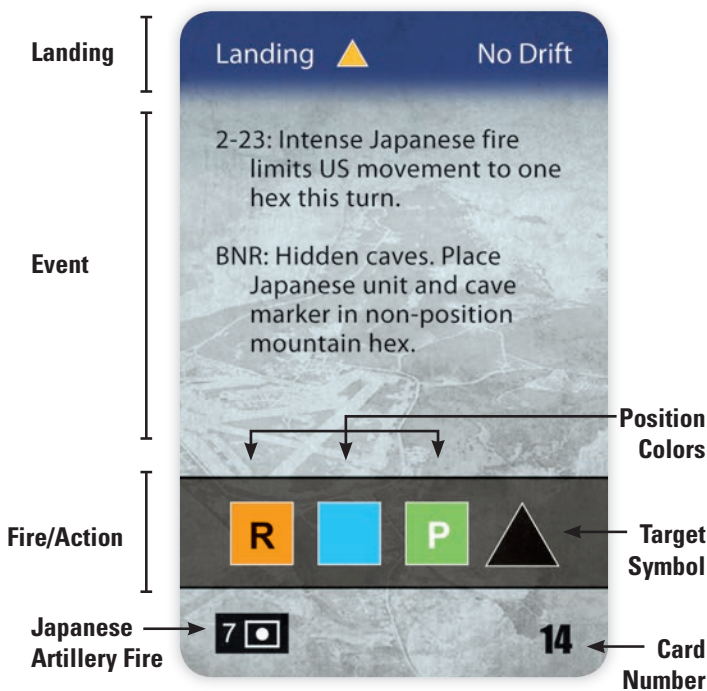 Landing
Landing No Drift
Event
2-23: Intense Japanese fire
limits US movement to one
hex this turn.
BNR: Hidden caves. Place
Japanese unit and cave
marker in non-position
mountain hex.
Position
Colors
Fire/Action
R P
Target
Symbol
Japanese
Artillery Fire
7
14
Card
Number